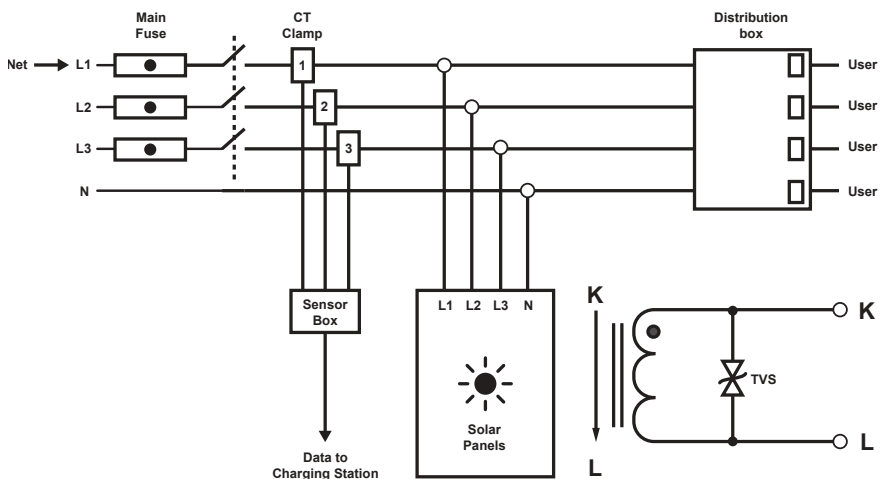 Main
Fuse
CT
Clamp
Distribution
box
Net
L1
1
User
L2
2
User
L3
3
User
N
User
Sensor
Box
L1 L2 L3 N
Solar
Panels
Data to
Charging Station
K
K
TVS
L
L